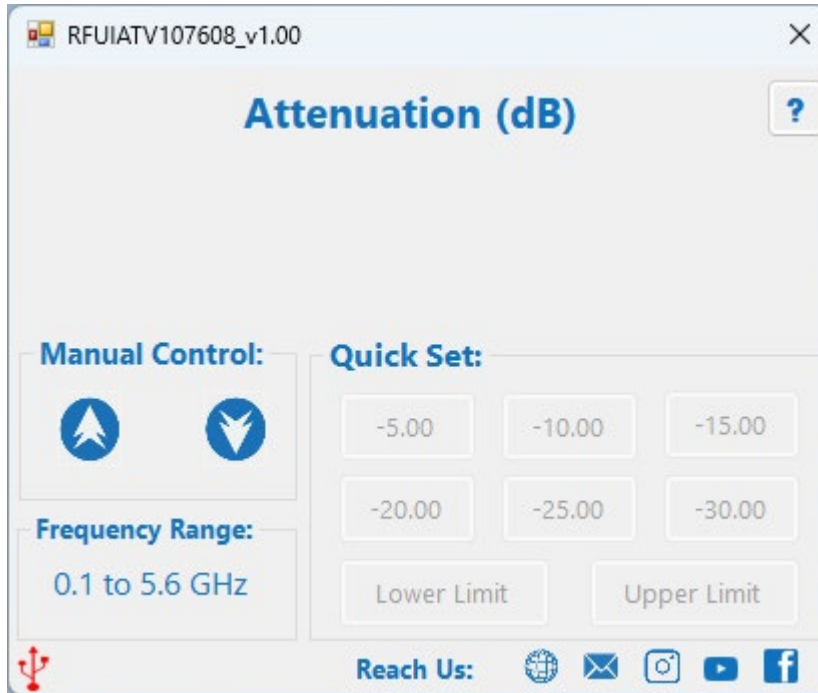 RFUIATV107608_v1.00
Attenuation (dB)
?
Manual Control:
Quick Set:
-5.00 -10.00 -15.00
-20.00 -25.00 -30.00
Frequency Range:
0.1 to 5.6 GHz
Lower Limit Upper Limit
Reach Us: